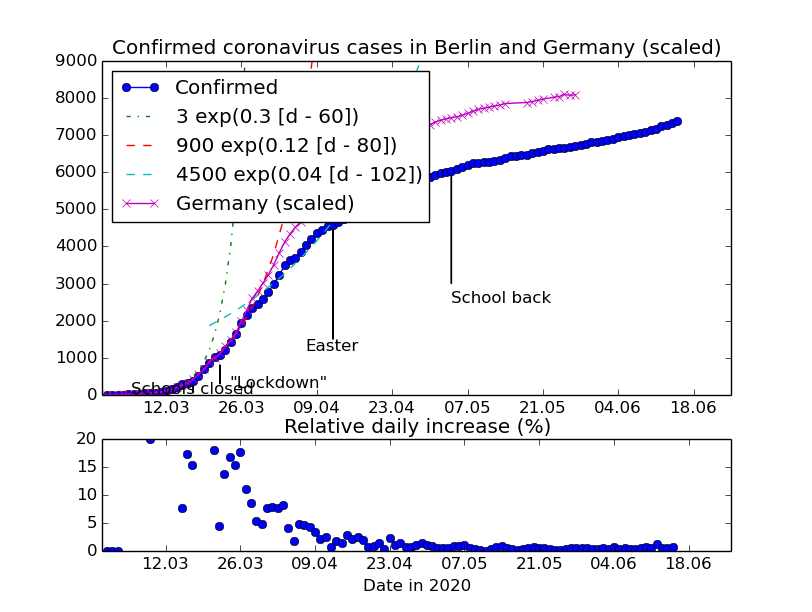 Confirmed coronavirus cases in Berlin and Germany (scaled)
9000
8000
7000
6000
5000
4000
3000
2000
1000
0
Confirmed
3 exp(0.3 [d - 60])
900 exp(0.12 [d - 80])
4500 exp(0.04 [d - 102])
Germany (scaled)
School back
Easter
"Lockdown"
Schools closed
12.03 26.03 09.04 23.04 07.05 21.05 04.06 18.06
Relative daily increase (%)
20
15
10
5
0
12.03 26.03 09.04 23.04 07.05 21.05 04.06 18.06
Date in 2020